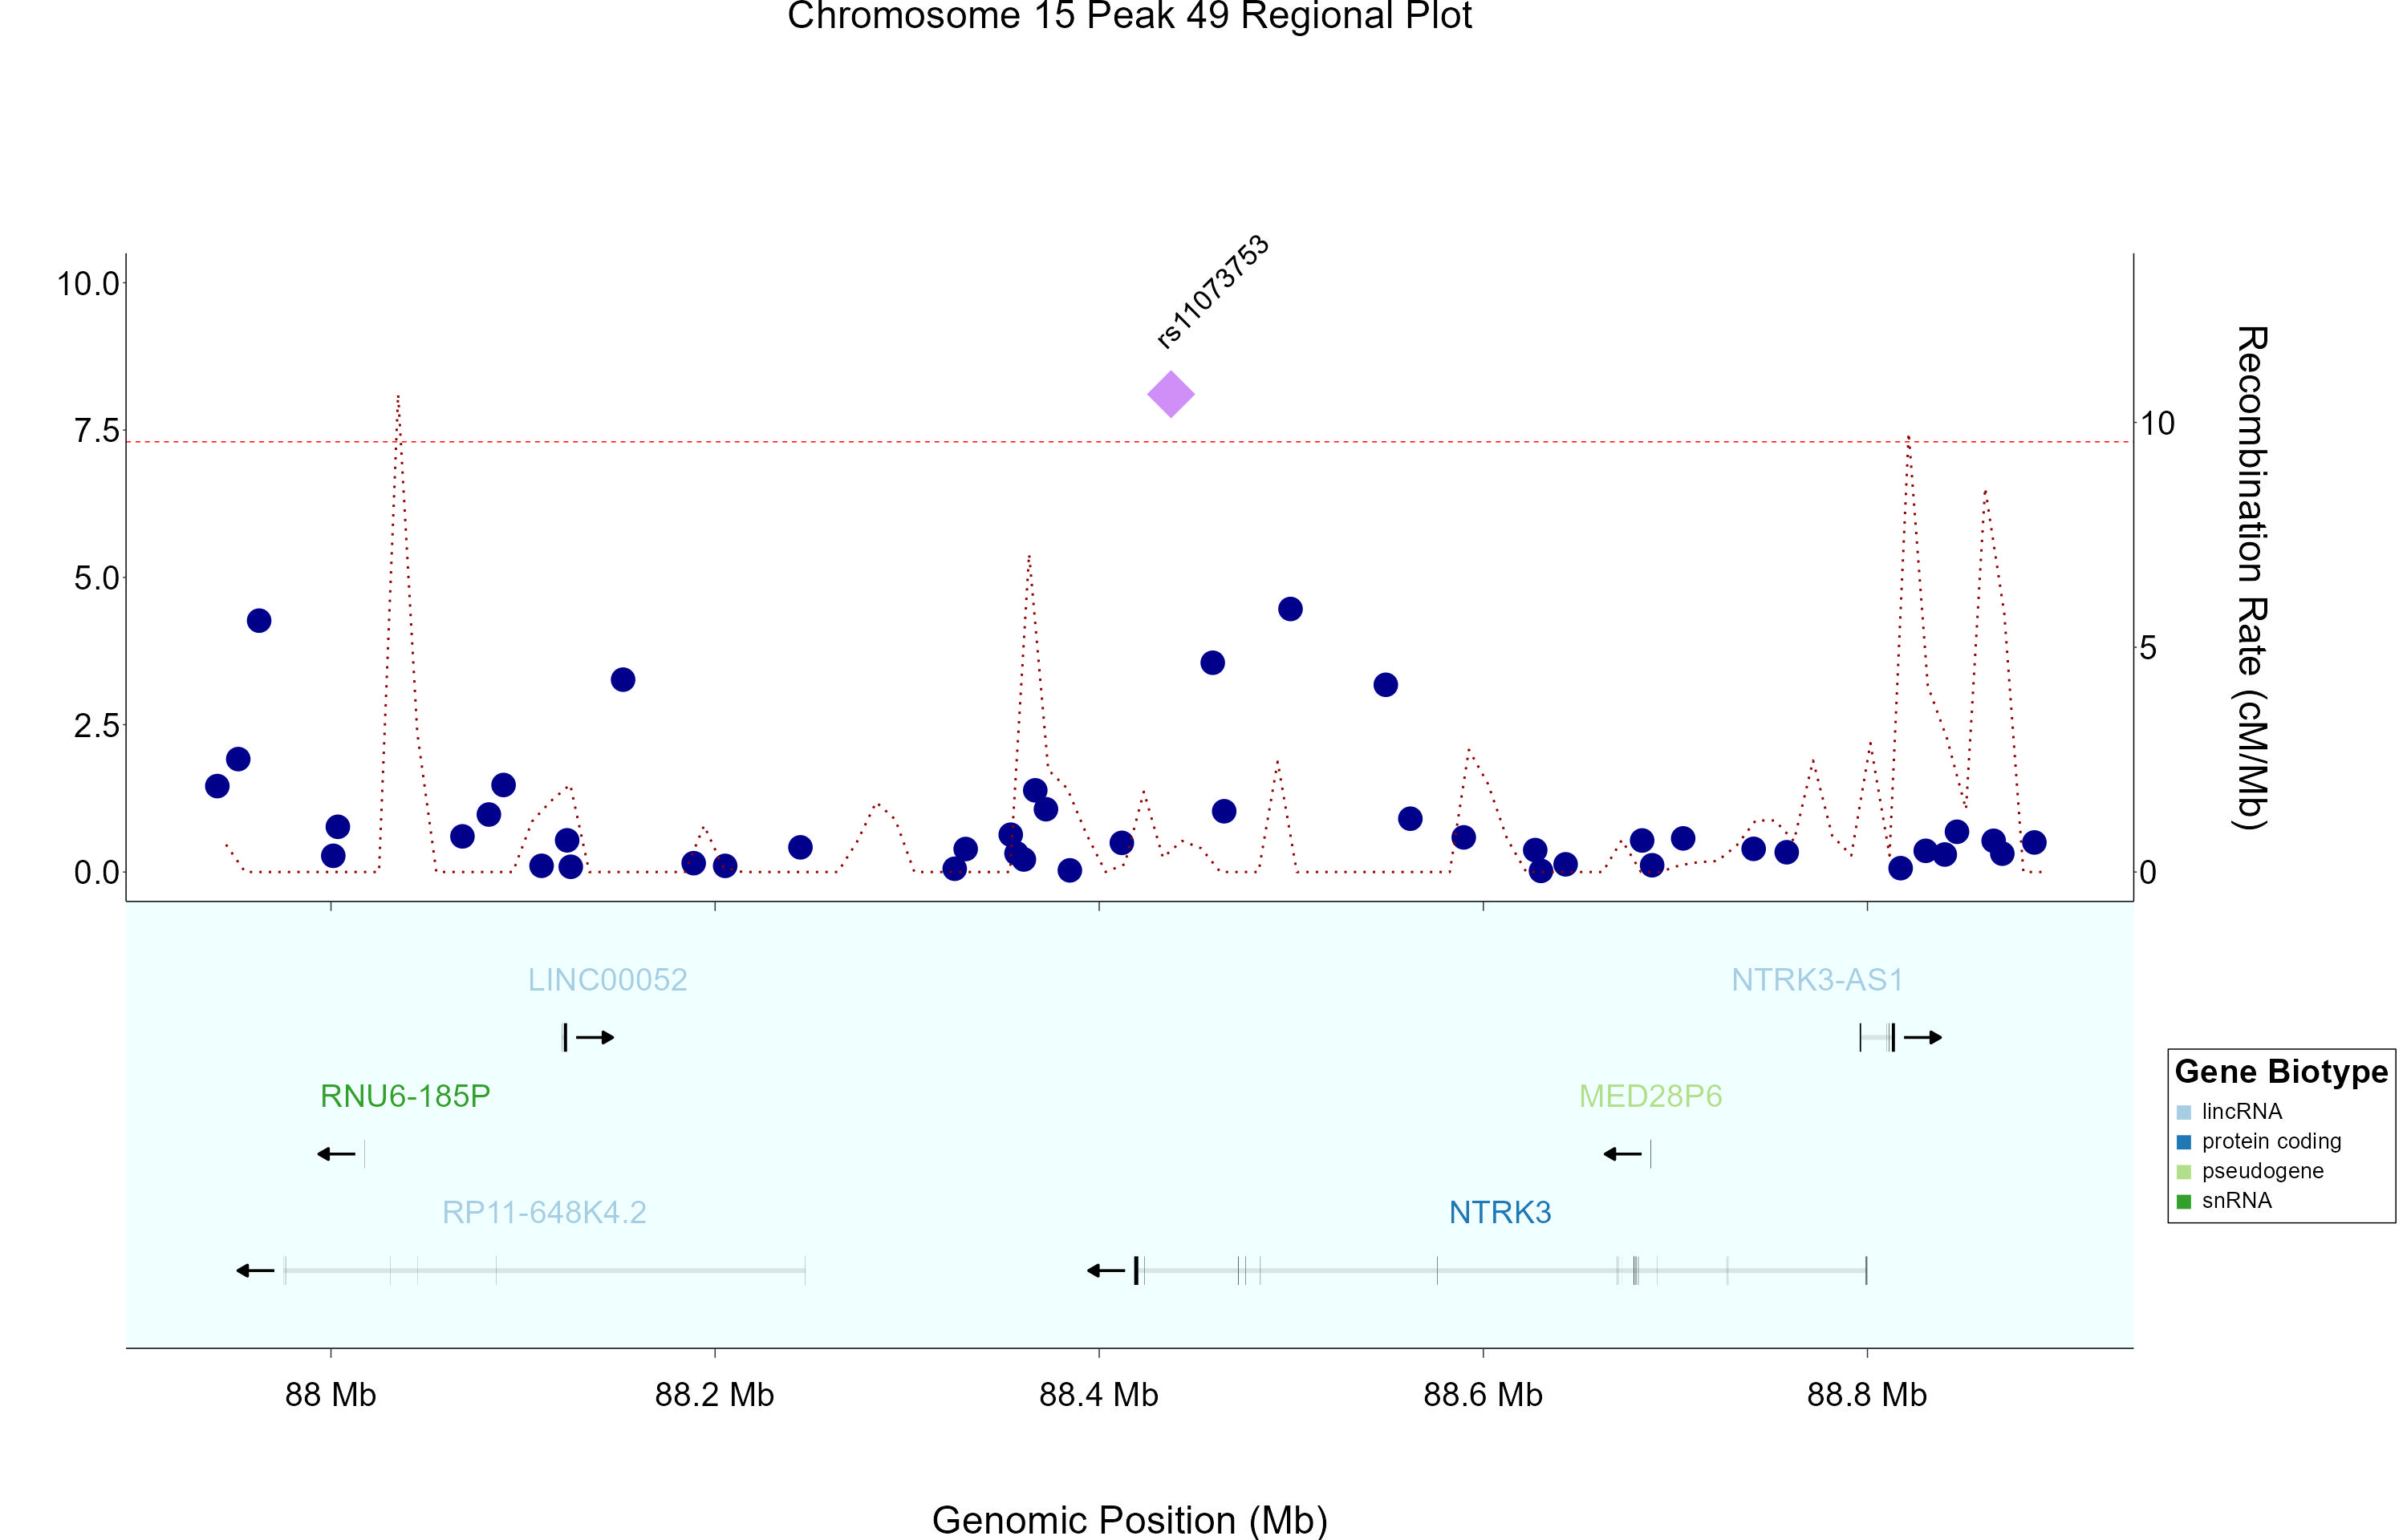 Chromosome 15 Peak 49 Regional Plot
rs11073753
10.0
7.5
5.0
2.5
0.0
10
5
0
Recombination Rate (cM/Mb)
LINC00052
NTRK3-AS1
RNU6-185P
MED28P6
RP11-648K4.2
NTRK3
Gene Biotype
lincRNA
protein coding
pseudogene
snRNA
88 Mb
88.2 Mb
88.4 Mb
88.6 Mb
88.8 Mb
Genomic Position (Mb)